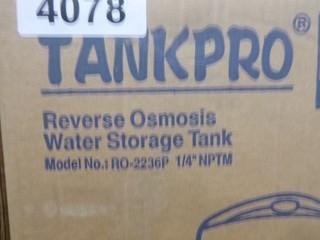 4078
TANKPRO®
Reverse Osmosis
Water Storage Tank
Model No.: RO-2236P 1/4" NPTM